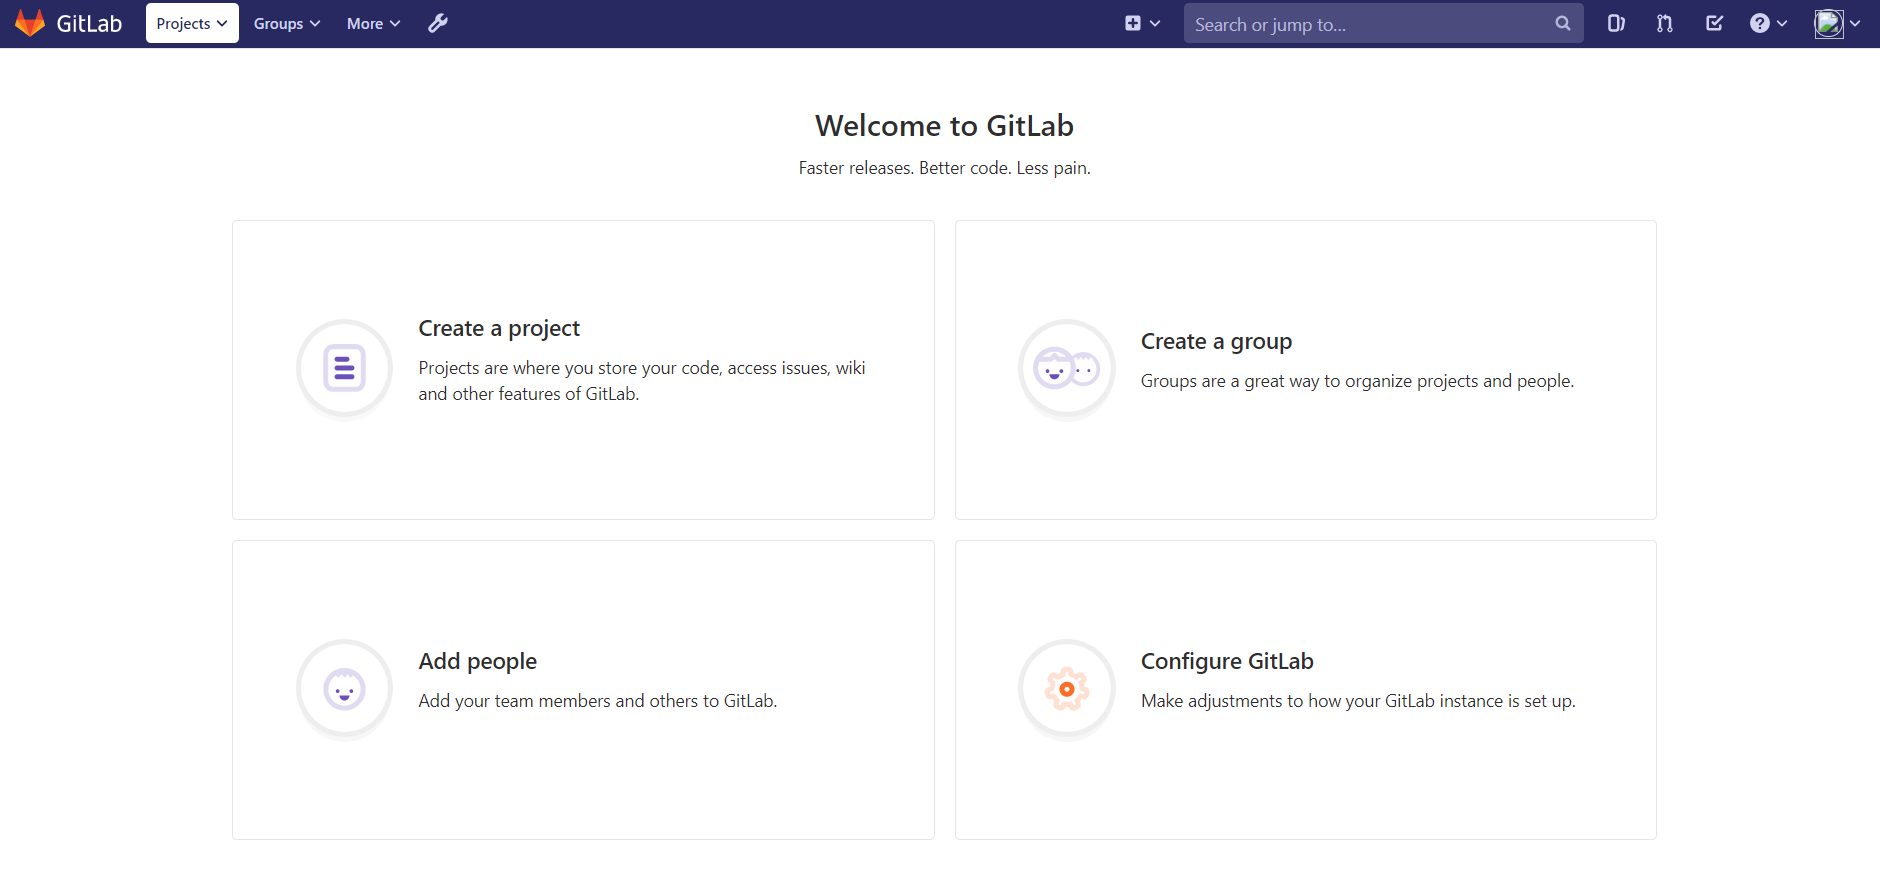 GitLab Projects Groups More Search or jump to...
Welcome to GitLab
Faster releases. Better code. Less pain.
Create a project
Projects are where you store your code, access issues, wiki
and other features of GitLab.
Create a group
Groups are a great way to organize projects and people.
Add people
Add your team members and others to GitLab.
Configure GitLab
Make adjustments to how your GitLab instance is set up.